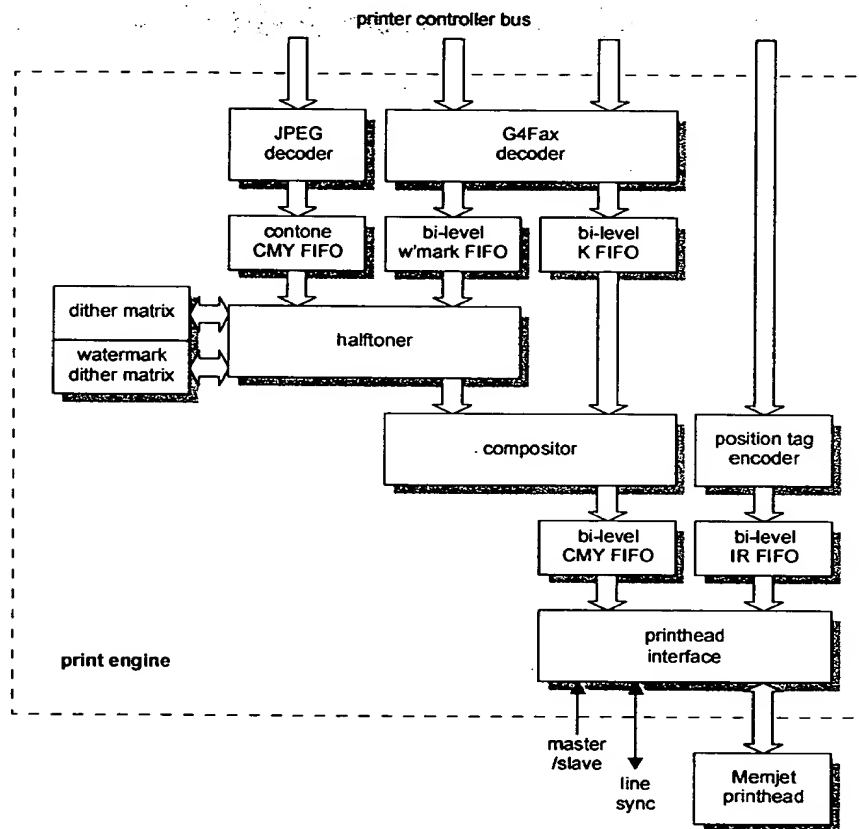 printer controller bus
JPEG
decoder
G4Fax
decoder
contone
CMY FIFO
bi-level
w'mark FIFO
bi-level
K FIFO
dither matrix
watermark
dither matrix
halftoner
compositor
position tag
encoder
bi-level
CMY FIFO
bi-level
IR FIFO
printhead
interface
print engine
master
/slave
line
sync
Memjet
printhead